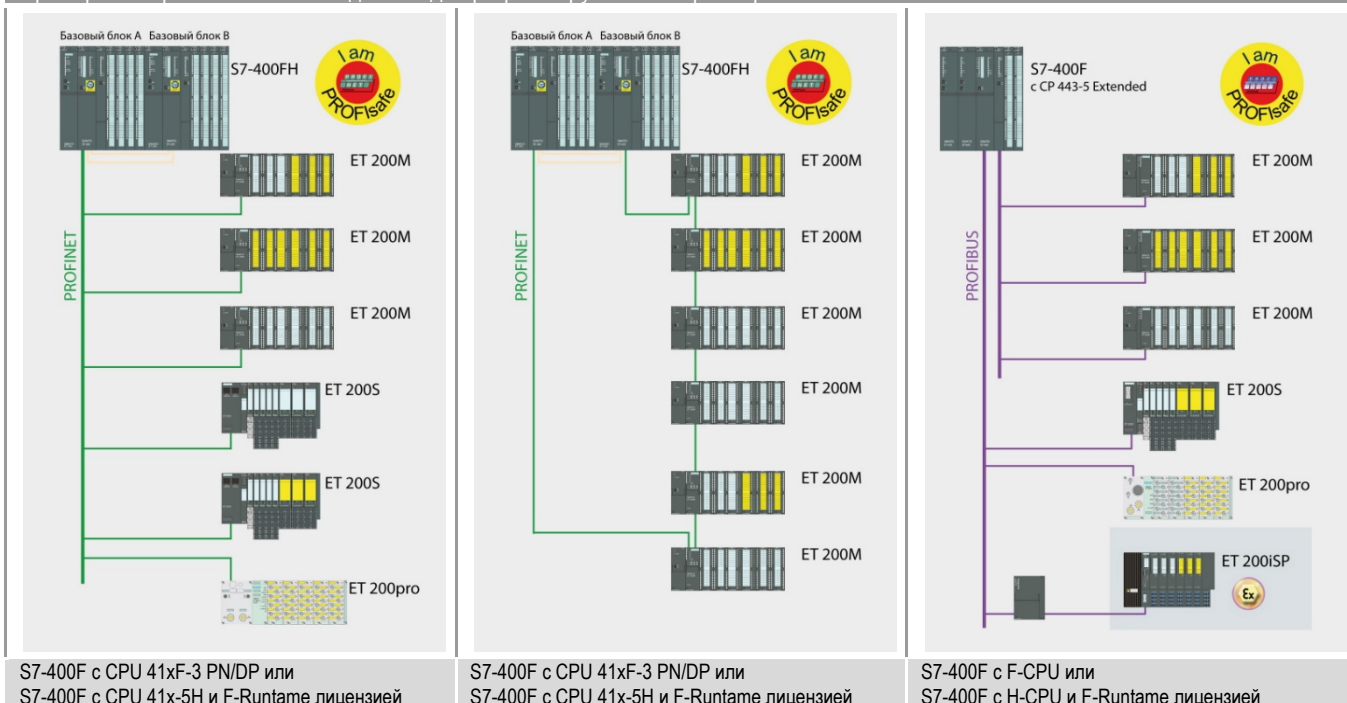 Базовый блок A Базовый блок B
S7-400FH
I am
PROFIsafe
ET 200M
ET 200M
ET 200M
ET 200S
ET 200S
ET 200pro
PROFINET
S7-400F с CPU 41xF-3 PN/DP или
S7-400F с CPU 41x-5H и F-Runtame лицензией
Базовый блок A Базовый блок B
S7-400FH
I am
PROFIsafe
ET 200M
ET 200M
ET 200M
ET 200M
ET 200M
ET 200M
PROFINET
S7-400F с CPU 41xF-3 PN/DP или
S7-400F с CPU 41x-5H и F-Runtame лицензией
S7-400F
с CP 443-5 Extended
I am
PROFIsafe
ET 200M
ET 200M
ET 200M
ET 200S
ET 200pro
ET 200iSP
Ex
PROFIBUS
S7-400F с F-CPU или
S7-400F с H-CPU и F-Runtame лицензией